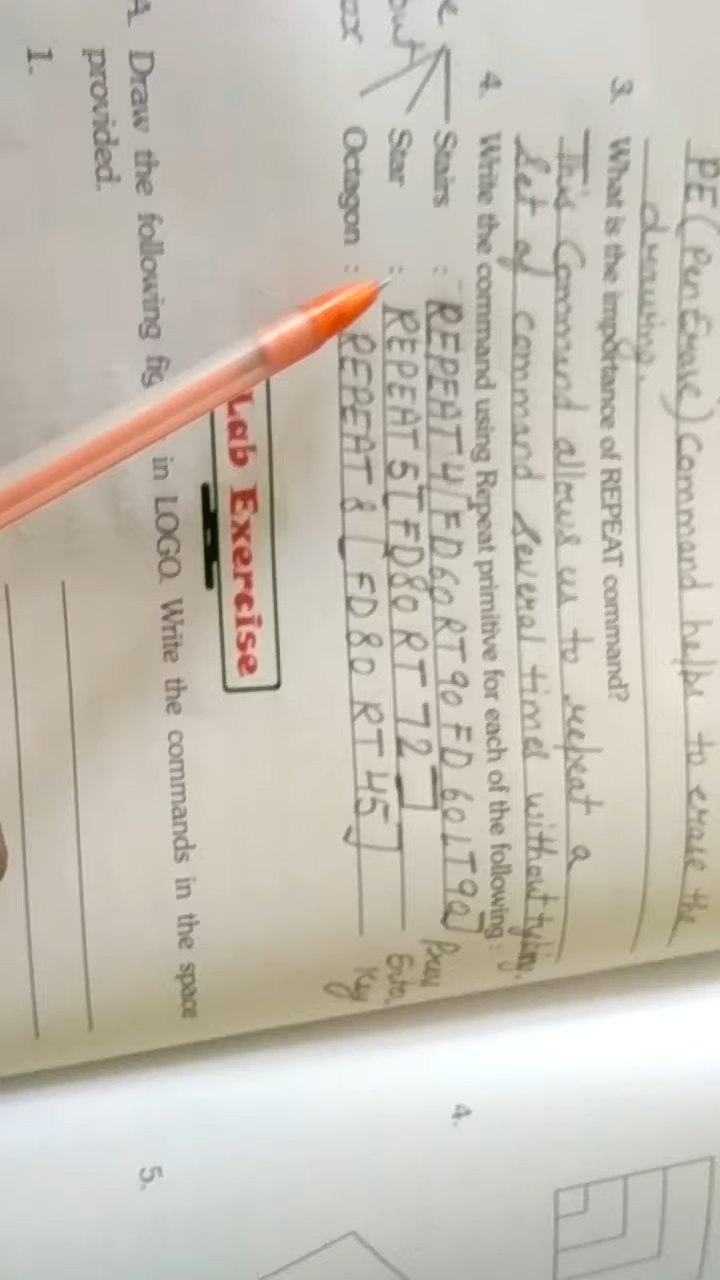 PE (Pen Erase) Command helps to erase the
drawing.
3. What is the importance of REPEAT command?
This Command allows us to repeat a
set of command several times without typing.
4. Write the command using Repeat primitive for each of the following :
Stairs : REPEAT 4[FD 60 RT 90 FD 60 LT 90]
Star : REPEAT 5[FD 80 RT 72]
Octagon : REPEAT 8[FD 80 RT 45]
Key
Lab Exercise
A. Draw the following fig in LOGO. Write the commands in the space
provided.
1.
4.
5.